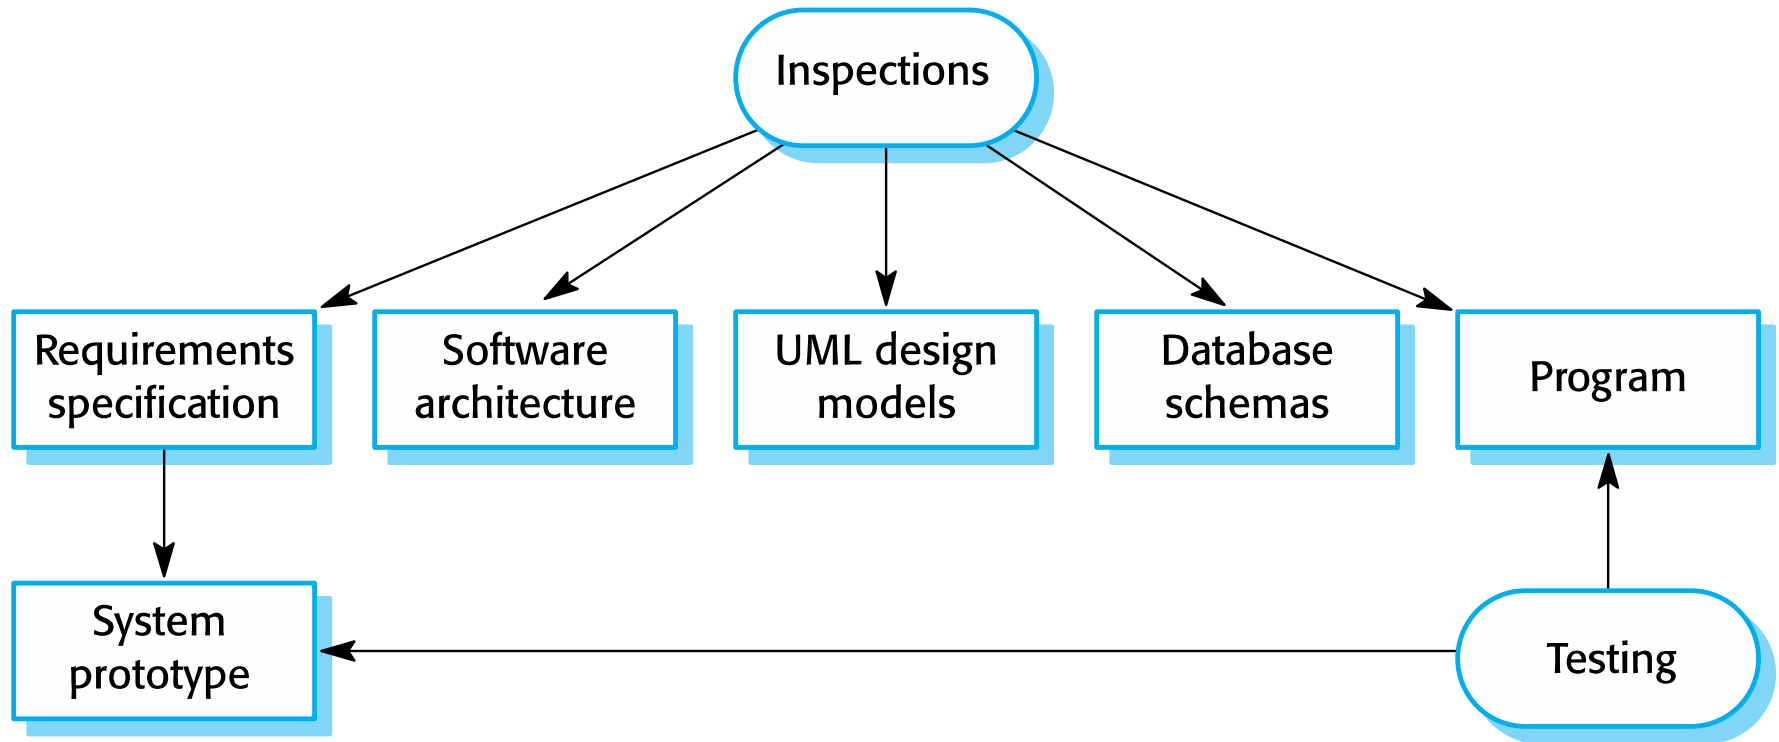 Inspections
Requirements
specification
Software
architecture
UML design
models
Database
schemas
Program
System
prototype
Testing